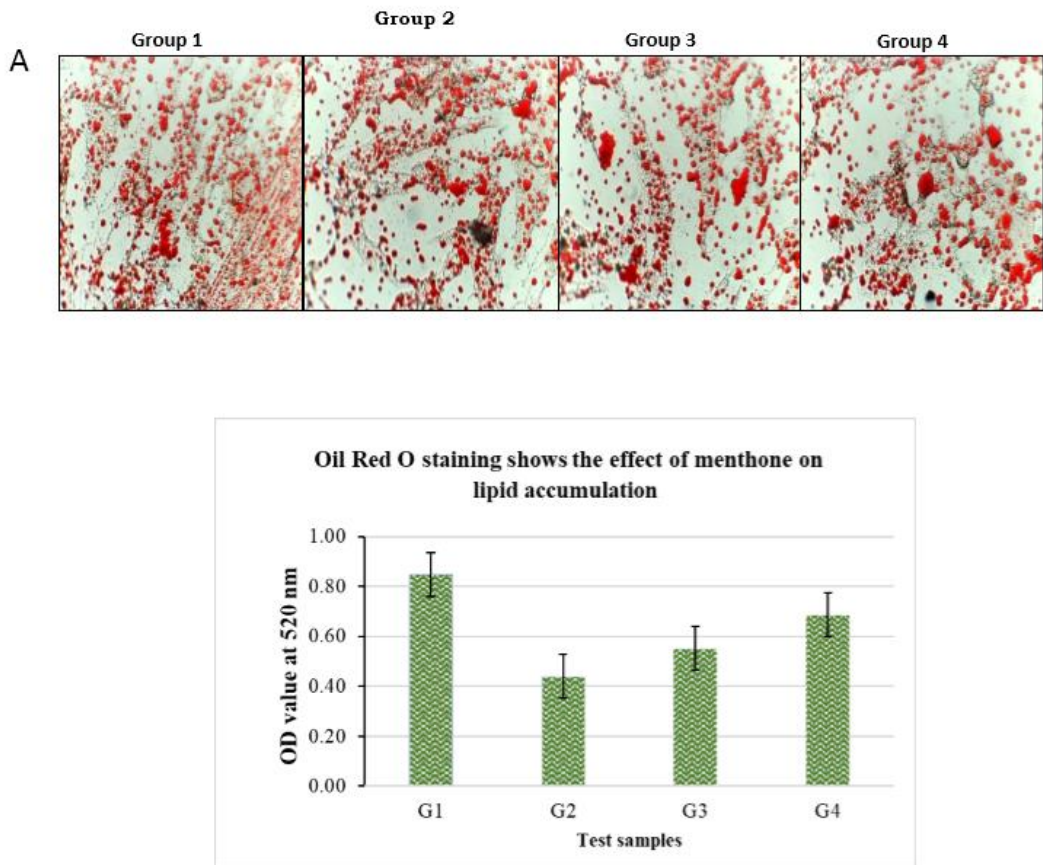 A
Group 1
Group 2
Group 3
Group 4
Oil Red O staining shows the effect of menthone on
lipid accumulation
OD value at 520 nm
1.00
0.80
0.60
0.40
0.20
0.00
G1
G2
G3
G4
Test samples